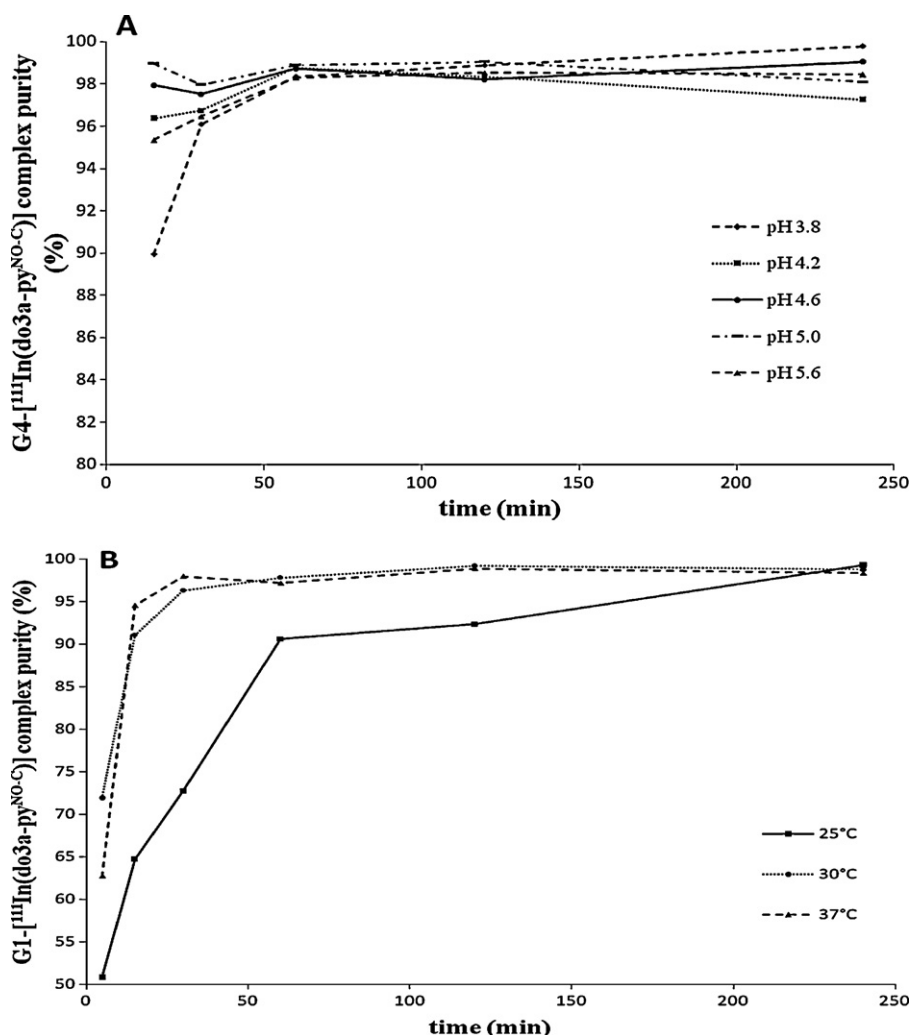 A
G4-[¹¹¹In(do3a-pyᴺᴼ⁻ᶜ)] complex purity
(%)
100
98
96
94
92
90
88
86
84
82
80
0
50
100
150
200
250
time (min)
pH 3.8
pH 4.2
pH 4.6
pH 5.0
pH 5.6
B
G1-[¹¹¹In(do3a-pyᴺᴼ⁻ᶜ)] complex purity (%)
100
95
90
85
80
75
70
65
60
55
50
0
50
100
150
200
250
time (min)
25°C
30°C
37°C